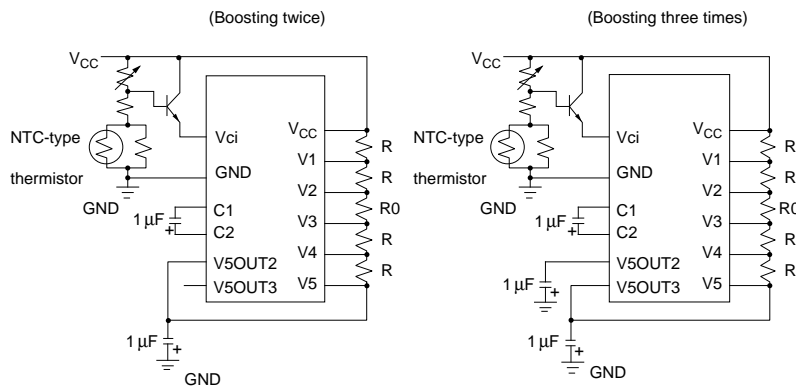 (Boosting twice)
VCC
NTC-type
thermistor
GND
1 μF
+
Vci
GND
C1
C2
V5OUT2
V5OUT3
VCC
V1
V2
V3
V4
V5
R
R
R0
R
R
1 μF
+
GND
(Boosting three times)
VCC
NTC-type
thermistor
GND
1 μF
+
Vci
GND
C1
C2
V5OUT2
V5OUT3
VCC
V1
V2
V3
V4
V5
R
R
R0
R
R
1 μF
+
1 μF
+
GND